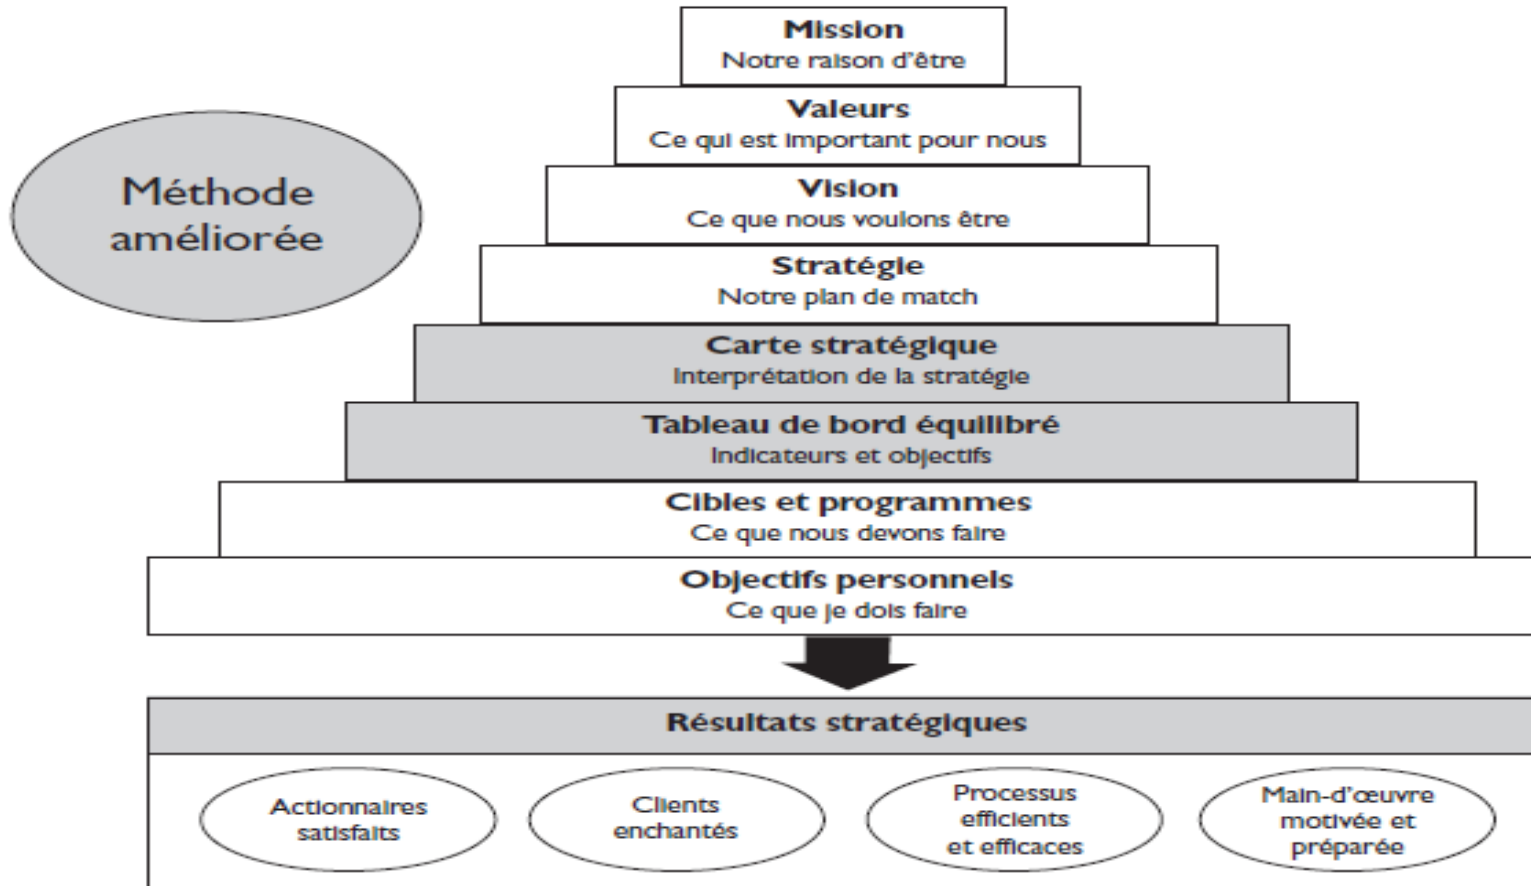 Mission
Notre raison d'être
Valeurs
Ce qui est important pour nous
Méthode
améliorée
Vision
Ce que nous voulons être
Stratégie
Notre plan de match
Carte stratégique
Interprétation de la stratégie
Tableau de bord équilibré
Indicateurs et objectifs
Cibles et programmes
Ce que nous devons faire
Objectifs personnels
Ce que je dois faire
Résultats stratégiques
Actionnaires
satisfaits
Clients
enchantés
Processus
efficients
et efficaces
Main-d'œuvre
motivée et
préparée